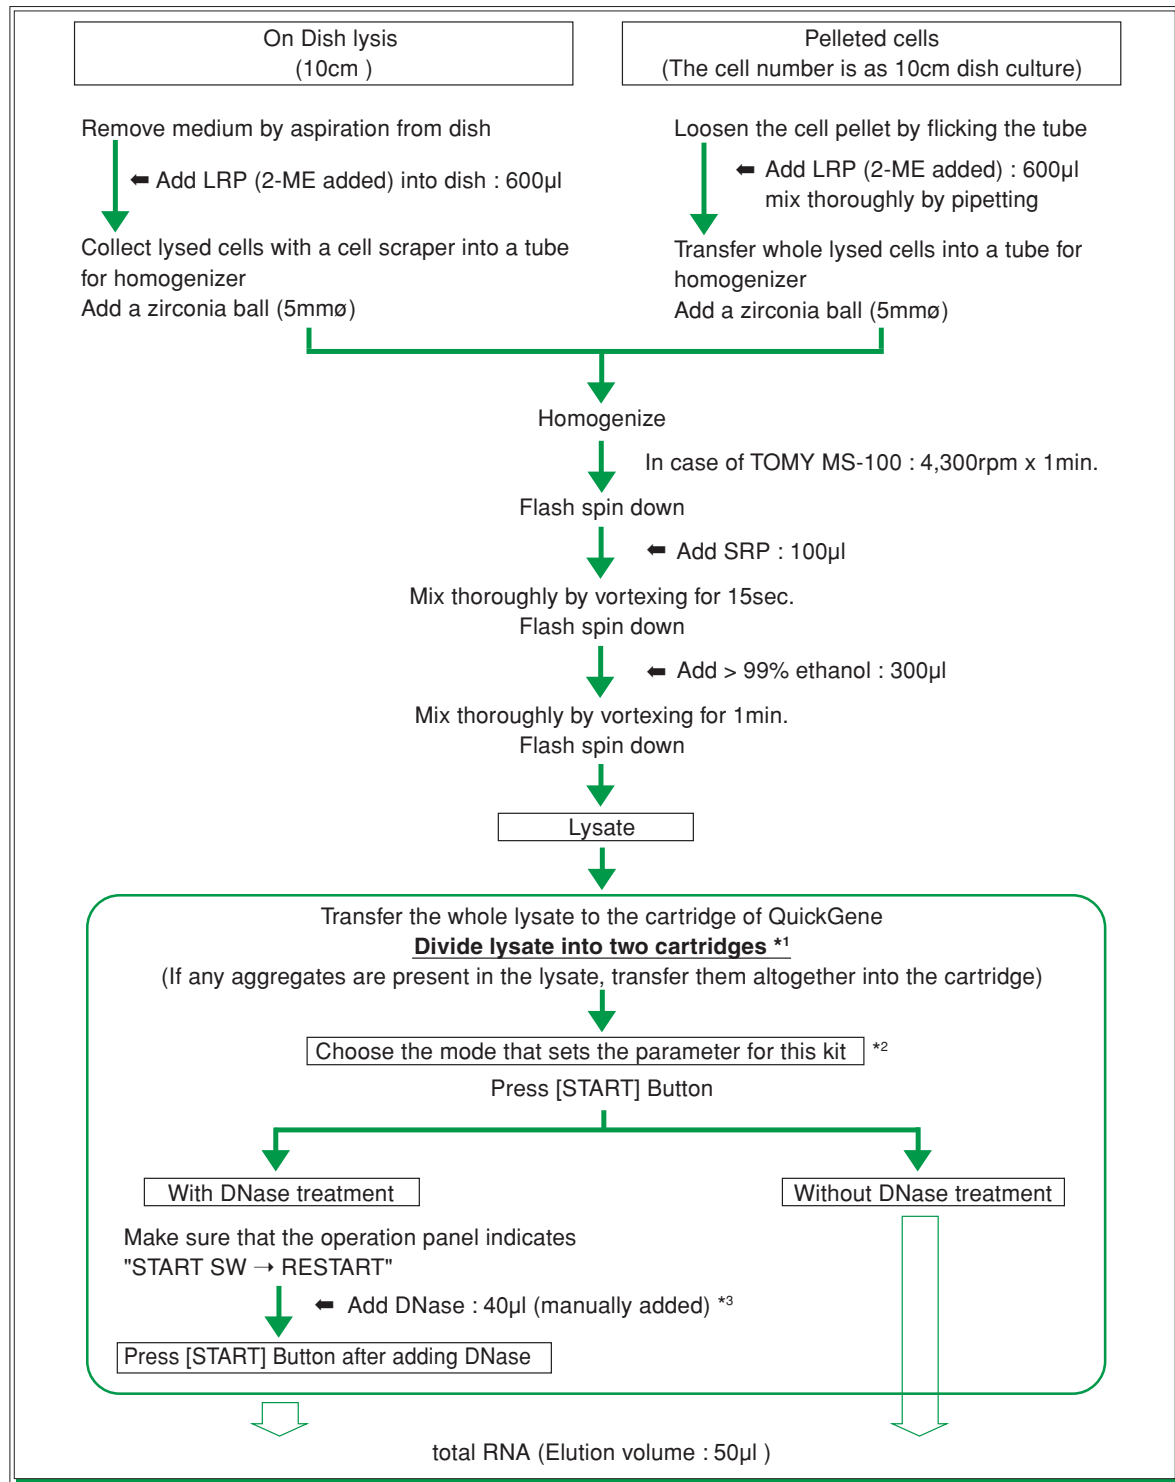 On Dish lysis
(10cm )
Pelleted cells
(The cell number is as 10cm dish culture)
Remove medium by aspiration from dish
⬅ Add LRP (2-ME added) into dish : 600µl
Collect lysed cells with a cell scraper into a tube
for homogenizer
Add a zirconia ball (5mmø)
Loosen the cell pellet by flicking the tube
⬅ Add LRP (2-ME added) : 600µl
mix thoroughly by pipetting
Transfer whole lysed cells into a tube for
homogenizer
Add a zirconia ball (5mmø)
Homogenize
In case of TOMY MS-100 : 4,300rpm x 1min.
Flash spin down
⬅ Add SRP : 100µl
Mix thoroughly by vortexing for 15sec.
Flash spin down
⬅ Add > 99% ethanol : 300µl
Mix thoroughly by vortexing for 1min.
Flash spin down
Lysate
Transfer the whole lysate to the cartridge of QuickGene
Divide lysate into two cartridges *1
(If any aggregates are present in the lysate, transfer them altogether into the cartridge)
Choose the mode that sets the parameter for this kit *2
Press [START] Button
With DNase treatment
Without DNase treatment
Make sure that the operation panel indicates
"START SW → RESTART"
⬅ Add DNase : 40µl (manually added) *3
Press [START] Button after adding DNase
total RNA (Elution volume : 50µl )